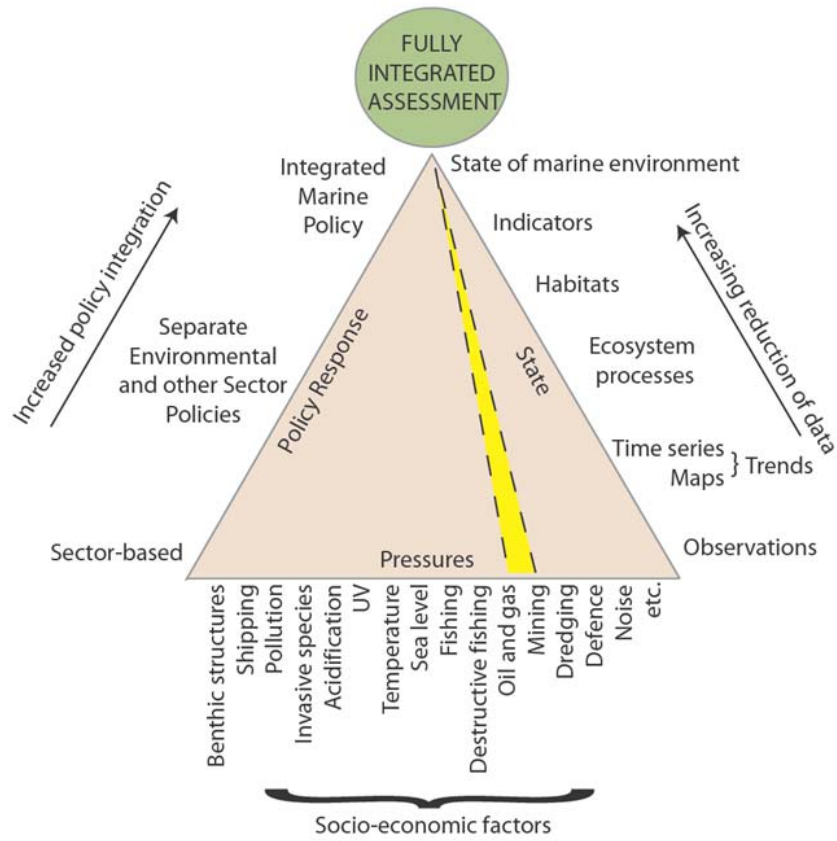 FULLY
INTEGRATED
ASSESSMENT
Integrated
Marine
Policy
State of marine environment
Indicators
Habitats
Ecosystem
processes
Time series
Maps
} Trends
Observations
Increased policy integration
Increasing reduction of data
Separate
Environmental
and other Sector
Policies
Policy Response
State
Sector-based
Pressures
Benthic structures
Shipping
Pollution
Invasive species
Acidification
UV
Temperature
Sea level
Fishing
Destructive fishing
Oil and gas
Mining
Dredging
Defence
Noise
etc.
Socio-economic factors